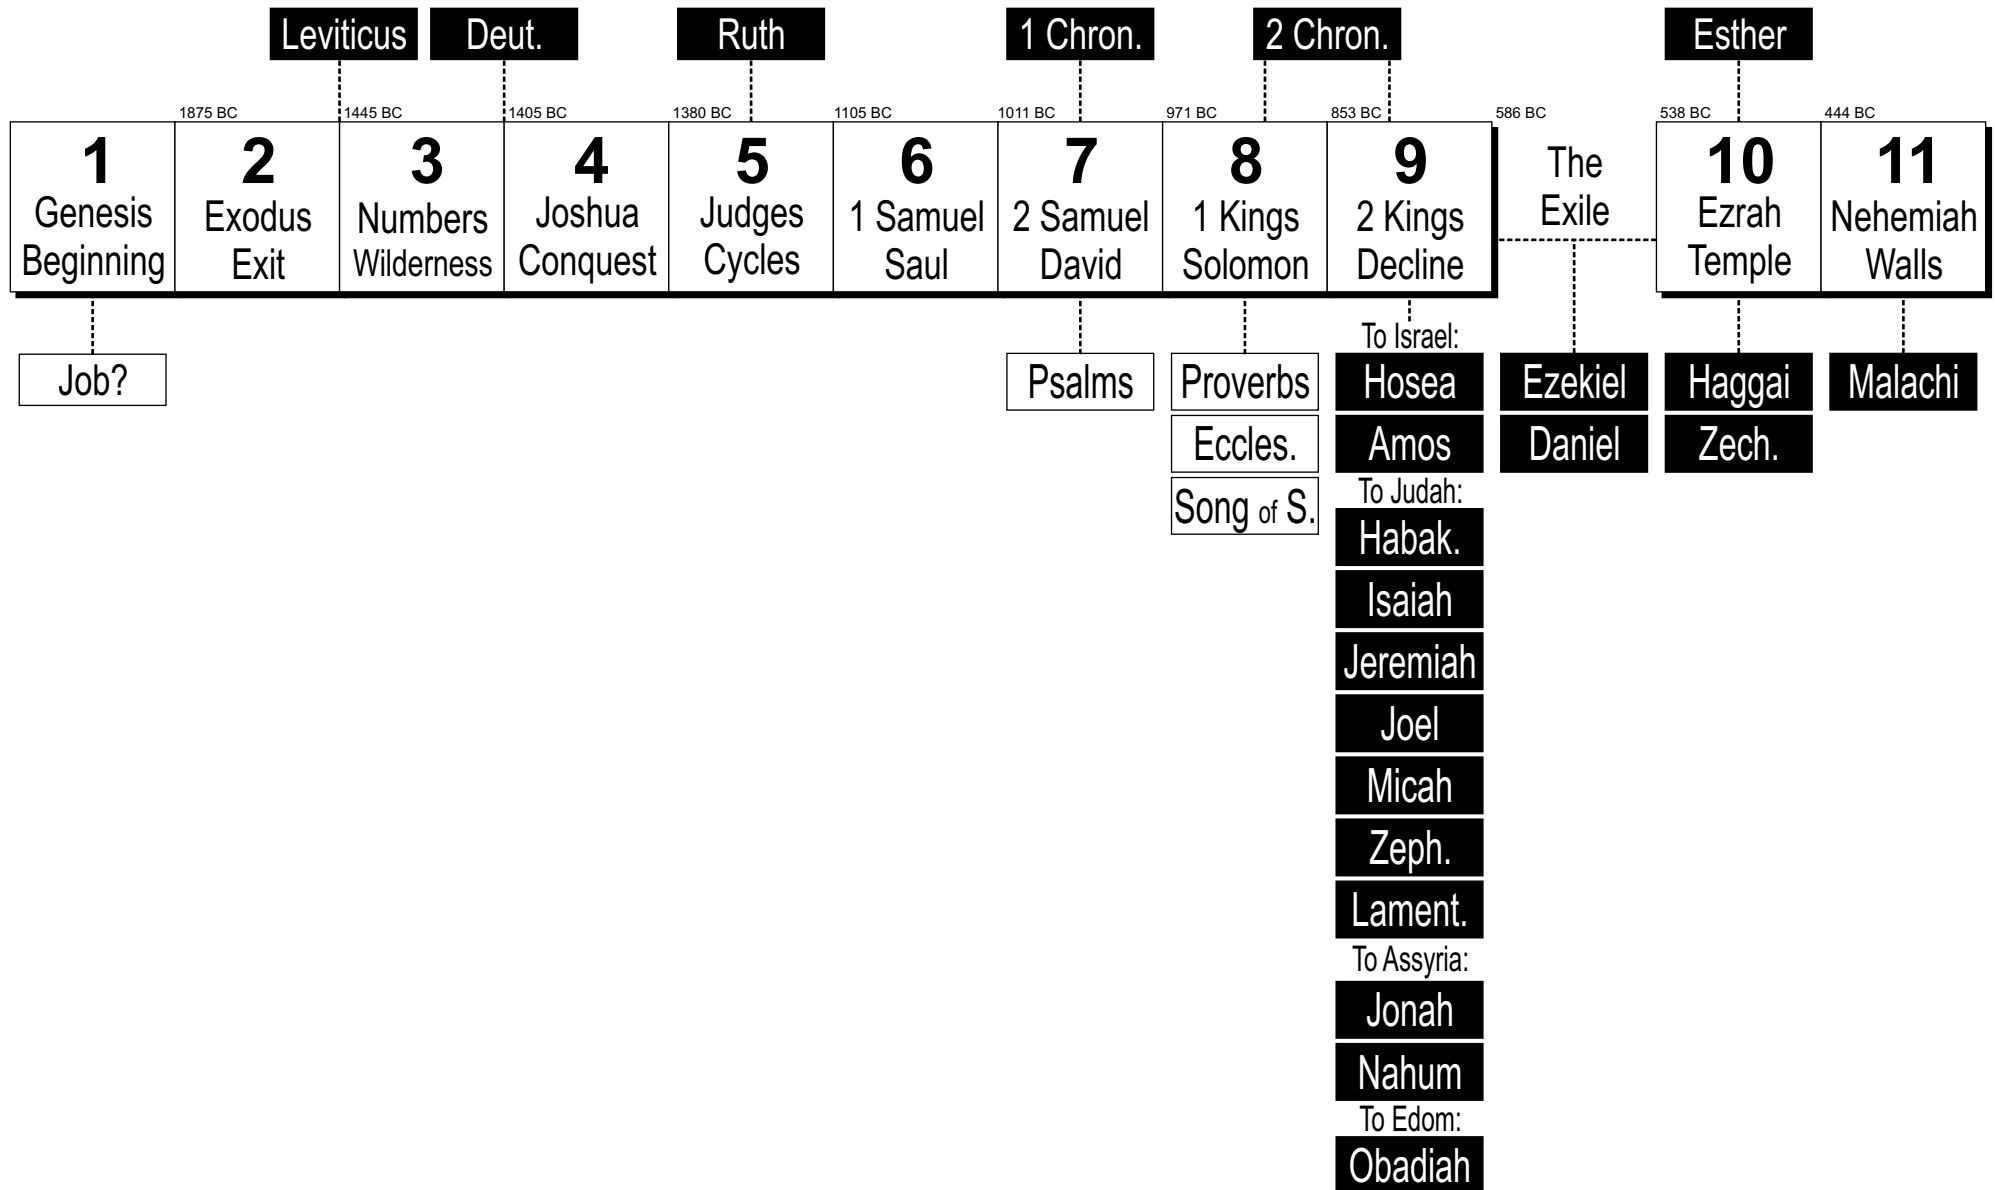 Leviticus
Deut.
Ruth
1 Chron.
2 Chron.
Esther
1875 BC
1445 BC
1405 BC
1380 BC
1105 BC
1011 BC
971 BC
853 BC
586 BC
538 BC
444 BC
1
Genesis
Beginning
2
Exodus
Exit
3
Numbers
Wilderness
4
Joshua
Conquest
5
Judges
Cycles
6
1 Samuel
Saul
7
2 Samuel
David
8
1 Kings
Solomon
9
2 Kings
Decline
The
Exile
10
Ezrah
Temple
11
Nehemiah
Walls
Job?
Psalms
Proverbs
Eccles.
Song of S.
To Israel:
Hosea
Amos
To Judah:
Habak.
Isaiah
Jeremiah
Joel
Micah
Zeph.
Lament.
To Assyria:
Jonah
Nahum
To Edom:
Obadiah
Ezekiel
Daniel
Haggai
Zech.
Malachi